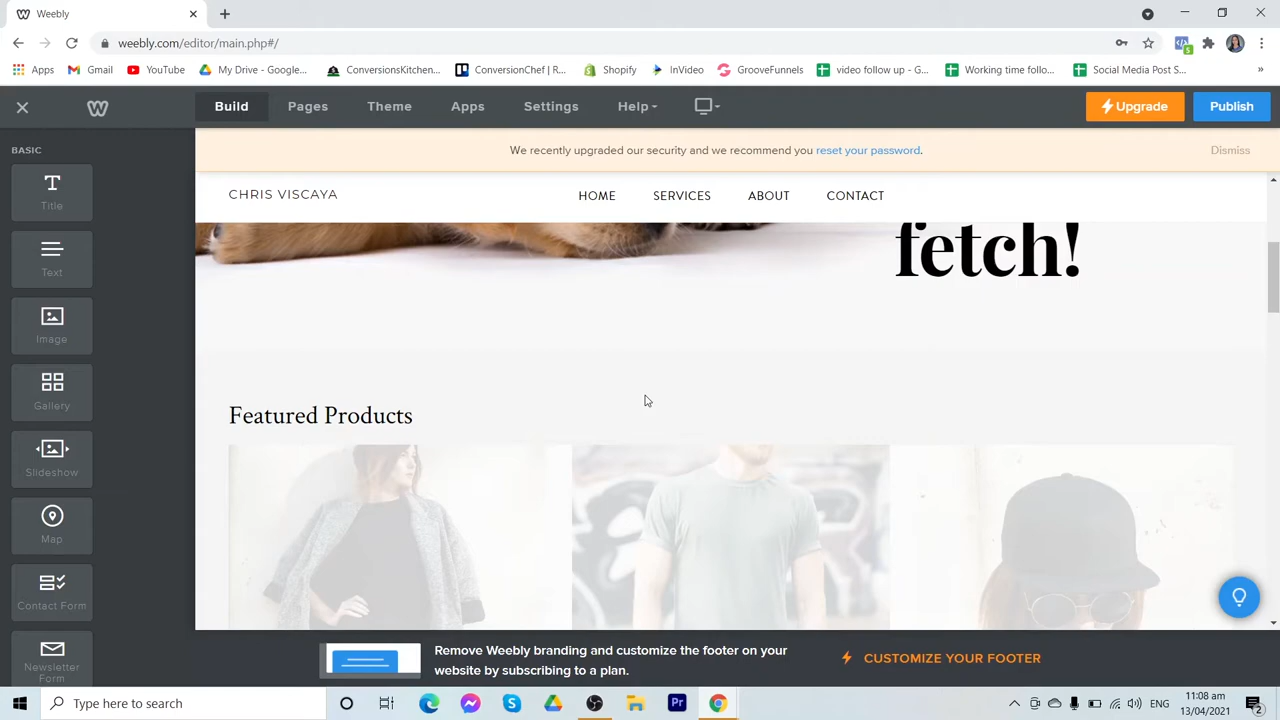 Weebly
weebly.com/editor/main.php#/
Apps Gmail YouTube My Drive - Google... ConversionsKitchen... ConversionChef | R... Shopify InVideo GrooveFunnels video follow up - G... Working time follo... Social Media Post S... »
Build Pages Theme Apps Settings Help Upgrade Publish
We recently upgraded our security and we recommend you reset your password. Dismiss
BASIC
Title
Text
Image
Gallery
Slideshow
Map
Contact Form
Newsletter
Form
CHRIS VISCAYA HOME SERVICES ABOUT CONTACT
fetch!
Featured Products
Remove Weebly branding and customize the footer on your
website by subscribing to a plan.
CUSTOMIZE YOUR FOOTER
Type here to search
ENG
11:08 am
13/04/2021
2